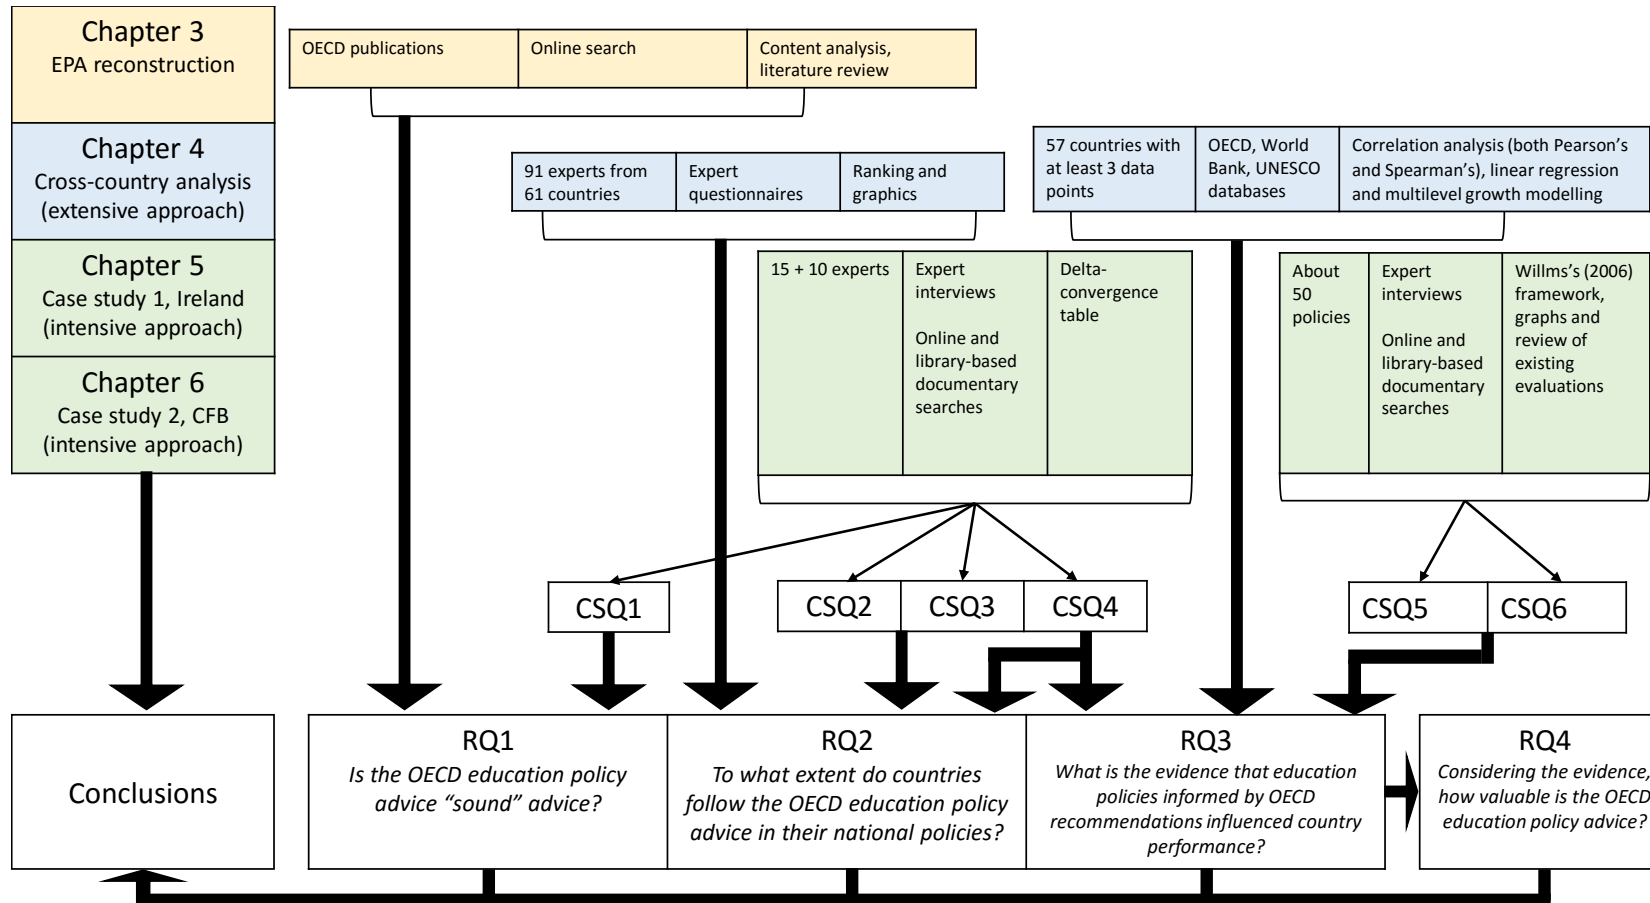 Chapter 3
EPA reconstruction
Chapter 4
Cross-country analysis
(extensive approach)
Chapter 5
Case study 1, Ireland
(intensive approach)
Chapter 6
Case study 2, CFB
(intensive approach)
OECD publications
Online search
Content analysis,
literature review
91 experts from
61 countries
Expert
questionnaires
Ranking and
graphics
57 countries with
at least 3 data
points
OECD, World
Bank, UNESCO
databases
Correlation analysis (both Pearson’s
and Spearman’s), linear regression
and multilevel growth modelling
15 + 10 experts
Expert
interviews
Online and
library-based
documentary
searches
Delta-
convergence
table
About
50
policies
Expert
interviews
Online and
library-based
documentary
searches
Willms’s (2006)
framework,
graphs and
review of
existing
evaluations
CSQ1
CSQ2
CSQ3
CSQ4
CSQ5
CSQ6
Conclusions
RQ1
Is the OECD education policy
advice “sound” advice?
RQ2
To what extent do countries
follow the OECD education policy
advice in their national policies?
RQ3
What is the evidence that education
policies informed by OECD
recommendations influenced country
performance?
RQ4
Considering the evidence,
how valuable is the OECD
education policy advice?